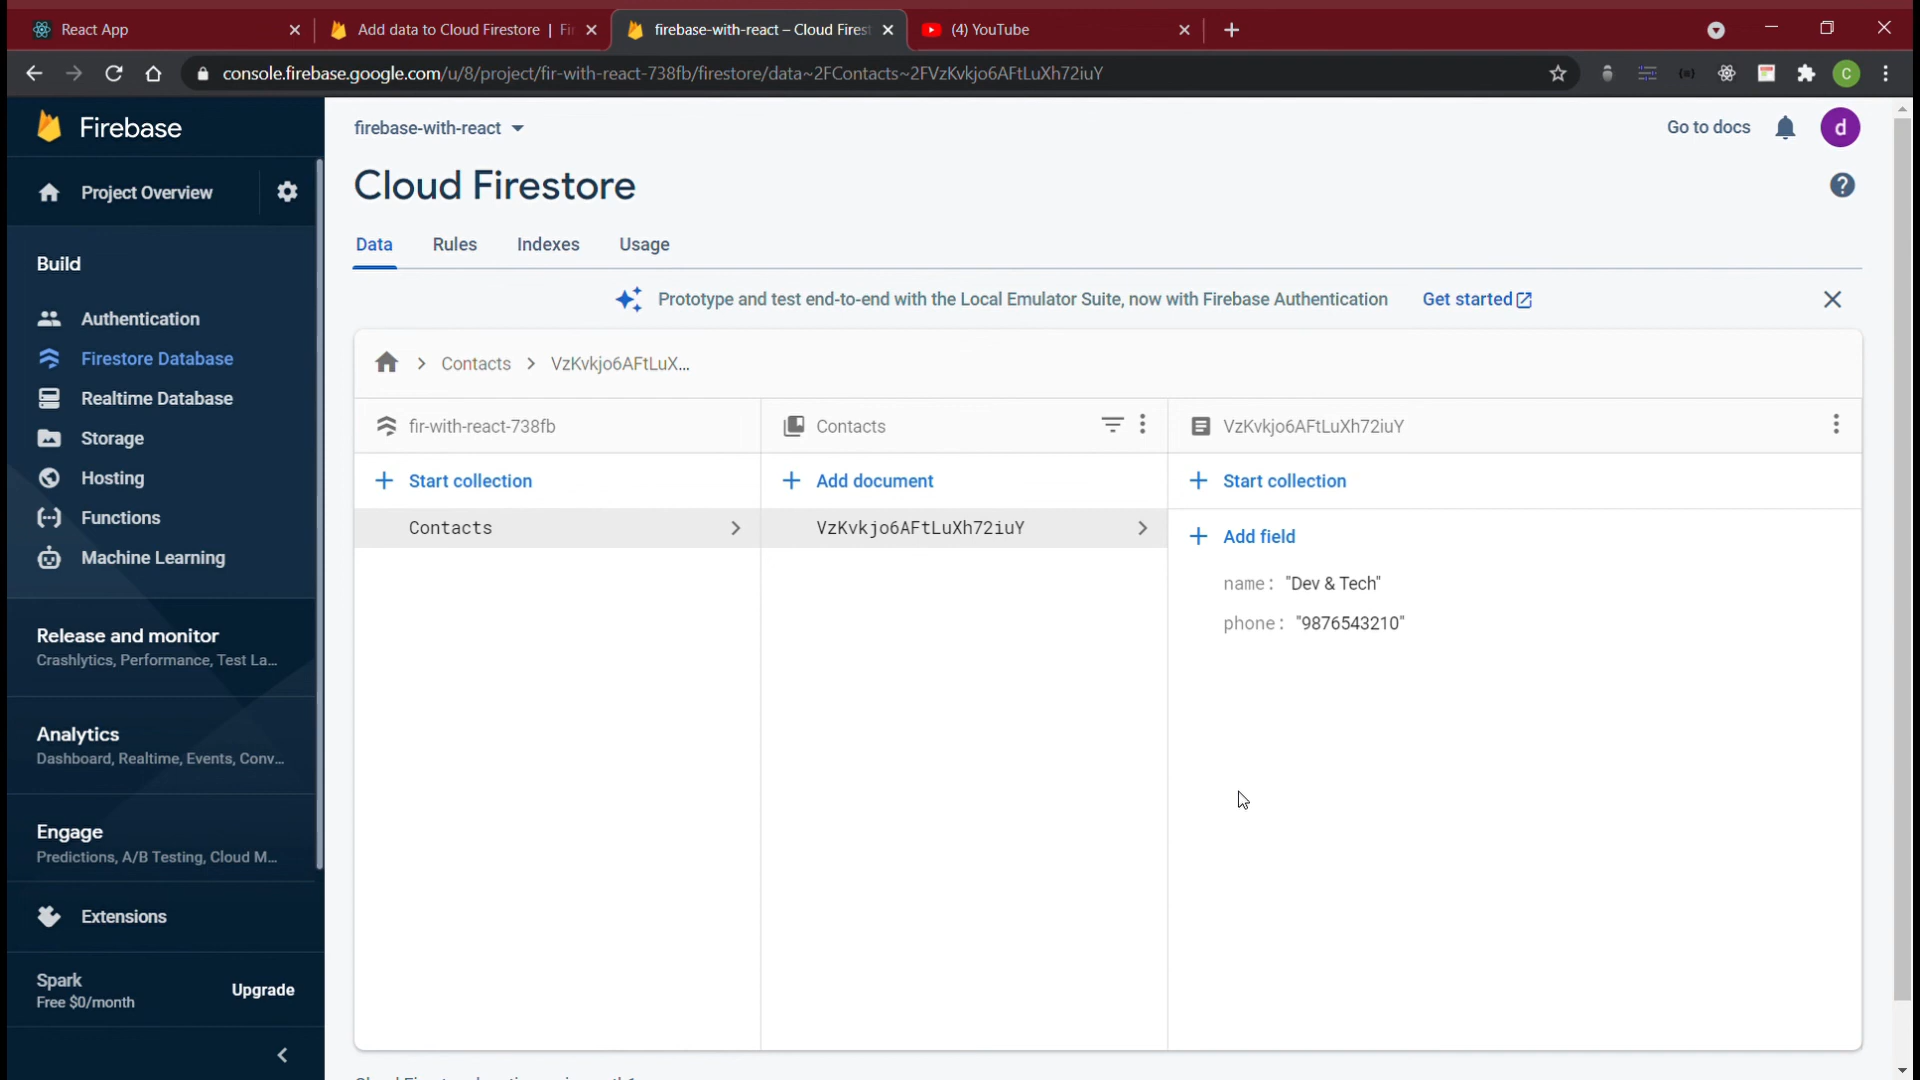 React App
Add data to Cloud Firestore | Fi
firebase-with-react – Cloud Fires
(4) YouTube
console.firebase.google.com/u/8/project/fir-with-react-738fb/firestore/data~2FContacts~2FVzKvkjo6AFtLuXh72iuY
C
Firebase
Project Overview
Build
Authentication
Firestore Database
Realtime Database
Storage
Hosting
Functions
Machine Learning
Release and monitor
Crashlytics, Performance, Test La...
Analytics
Dashboard, Realtime, Events, Conv...
Engage
Predictions, A/B Testing, Cloud M...
Extensions
Spark
Free $0/month
Upgrade
firebase-with-react
Go to docs
d
Cloud Firestore
Data Rules Indexes Usage
Prototype and test end-to-end with the Local Emulator Suite, now with Firebase Authentication Get started
Contacts > VzKvkjo6AFtLuX...
fir-with-react-738fb
Start collection
Contacts
Contacts
Add document
VzKvkjo6AFtLuXh72iuY
VzKvkjo6AFtLuXh72iuY
Start collection
Add field
name: "Dev & Tech"
phone: "9876543210"